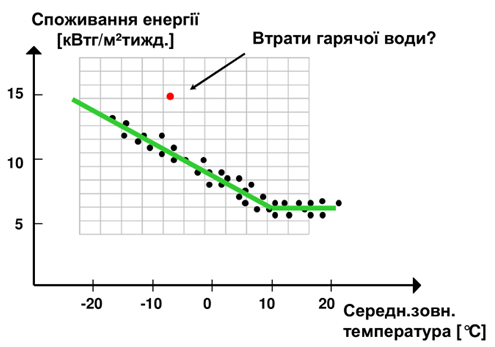 Споживання енергії
[кВтг/м²тижд.]
Втрати гарячої води?
15
10
5
-20
-10
0
10
20
Середн.зовн.
температура [°C]